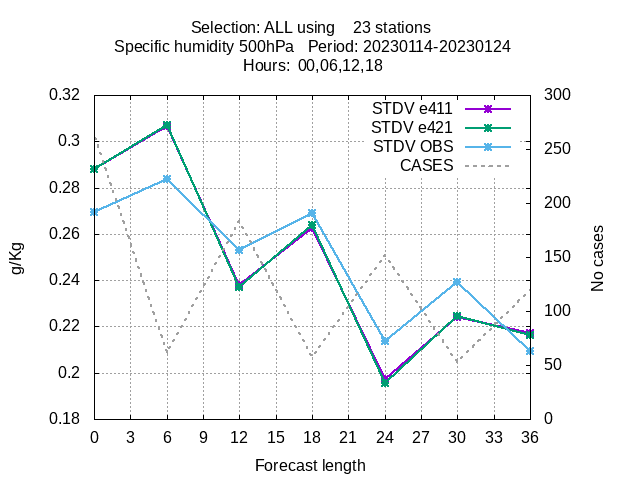 Selection: ALL using 23 stations
Specific humidity 500hPa Period: 20230114-20230124
Hours: 00,06,12,18
STDV e411
STDV e421
STDV OBS
CASES
g/Kg
0.32
0.3
0.28
0.26
0.24
0.22
0.2
0.18
300
250
200
150
100
50
0
No cases
0 3 6 9 12 15 18 21 24 27 30 33 36
Forecast length